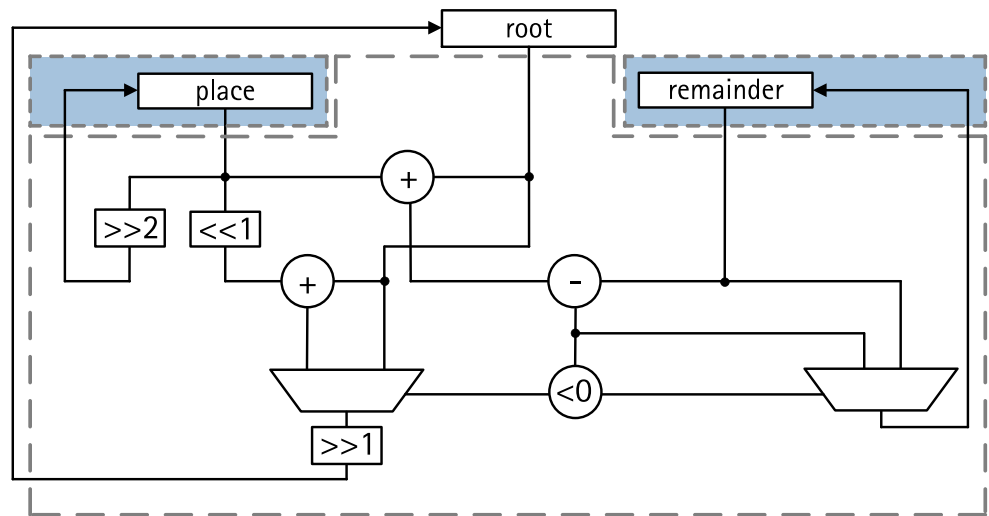 root
place
remainder
+
>>2
<<1
+
-
<0
>>1